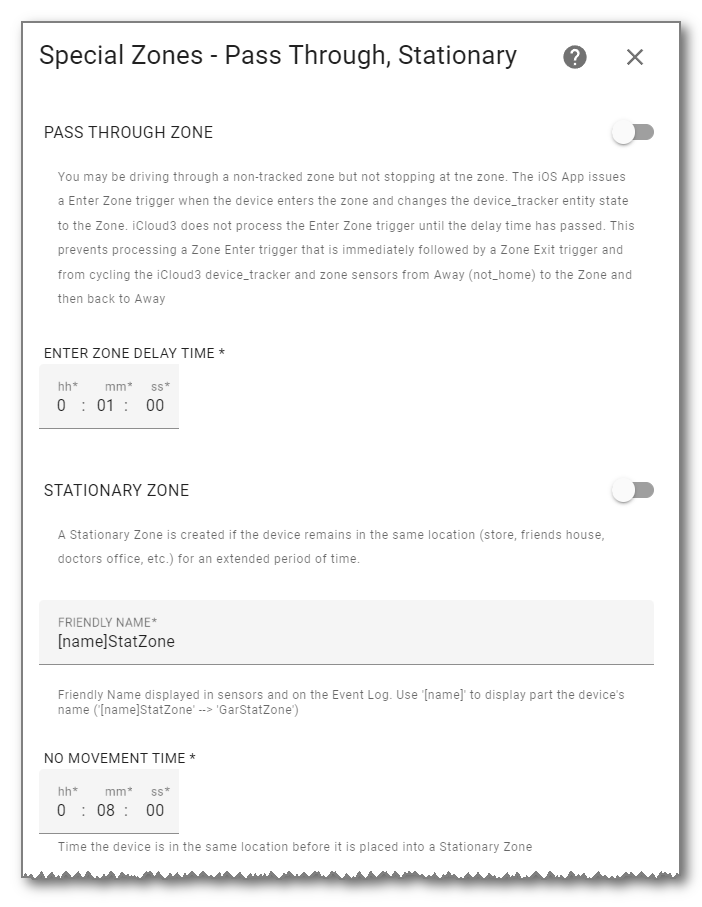 Special Zones - Pass Through, Stationary
PASS THROUGH ZONE
You may be driving through a non-tracked zone but not stopping at tne zone. The iOS App issues
a Enter Zone trigger when the device enters the zone and changes the device_tracker entity state
to the Zone. iCloud3 does not process the Enter Zone trigger until the delay time has passed. This
prevents processing a Zone Enter trigger that is immediately followed by a Zone Exit trigger and
from cycling the iCloud3 device_tracker and zone sensors from Away (not_home) to the Zone and
then back to Away
ENTER ZONE DELAY TIME *
hh* mm* ss*
0 : 01 : 00
STATIONARY ZONE
A Stationary Zone is created if the device remains in the same location (store, friends house,
doctors office, etc.) for an extended period of time.
FRIENDLY NAME*
[name]StatZone
Friendly Name displayed in sensors and on the Event Log. Use '[name]' to display part the device's
name ('[name]StatZone' --> 'GarStatZone')
NO MOVEMENT TIME *
hh* mm* ss*
0 : 08 : 00
Time the device is in the same location before it is placed into a Stationary Zone